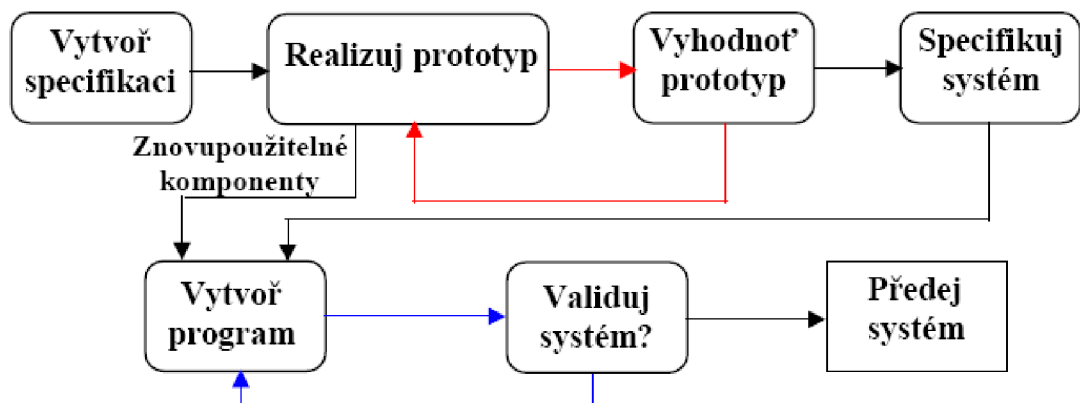 Vytvoř
specifikaci
Realizuj prototyp
Vyhodnoť
prototyp
Specifikuj
systém
Znovupoužitelné
komponenty
Vytvoř
program
Validuj
systém?
Předej
systém